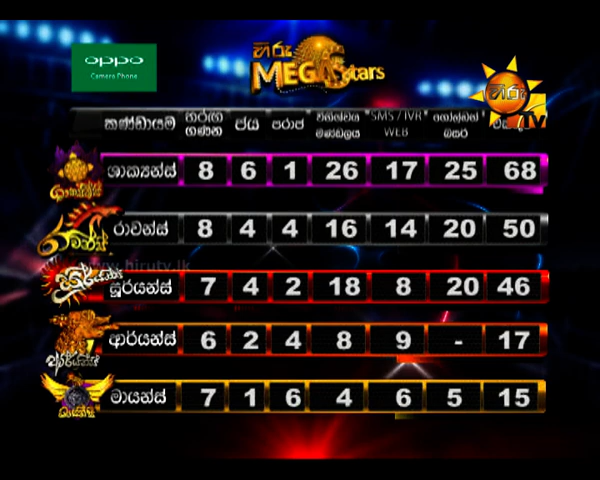 oppo
Camera Phone
හිරු
MEGA Stars
හිරු
TV
කණ්ඩායම තරඟ ගණන ජය පරාජ විනිශ්චය මණ්ඩලය SMS / IVR WEB ගෝල්ඩන් බසර්
ශාක්‍යන්ස් 8 6 1 26 17 25 68
රාවන්ස් 8 4 4 16 14 20 50
www.hirutv.lk
සූර්යන්ස් 7 4 2 18 8 20 46
ආර්යන්ස් 6 2 4 8 9 - 17
මායන්ස් 7 1 6 4 6 5 15